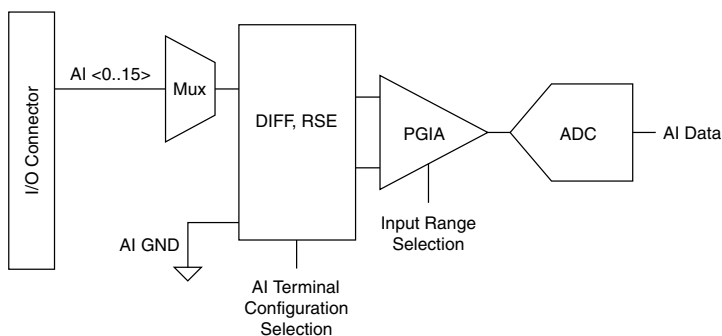 I/O Connector
AI <0..15>
Mux
DIFF, RSE
PGIA
ADC
AI Data
AI GND
Input Range
Selection
AI Terminal
Configuration
Selection